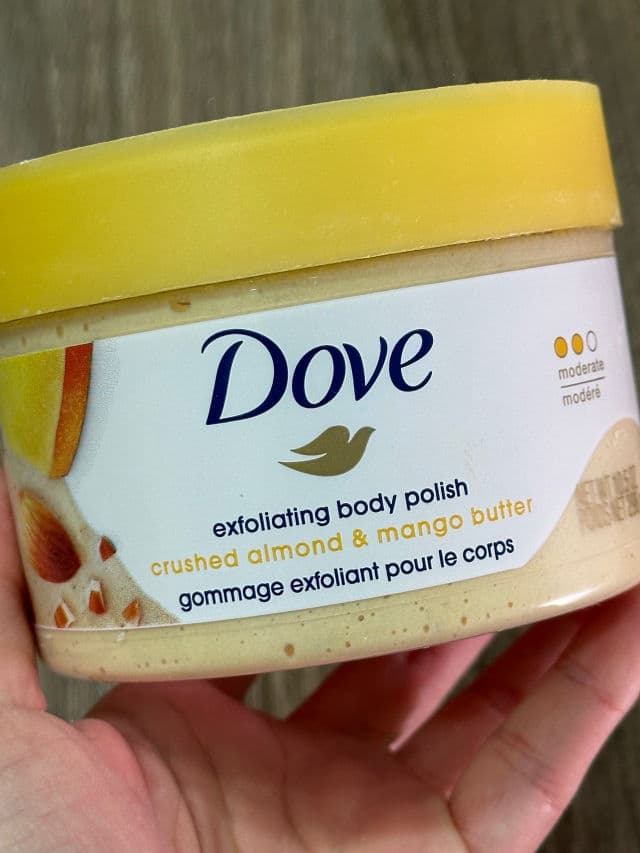 Dove
moderate
modéré
exfoliating body polish
crushed almond & mango butter
gommage exfoliant pour le corps